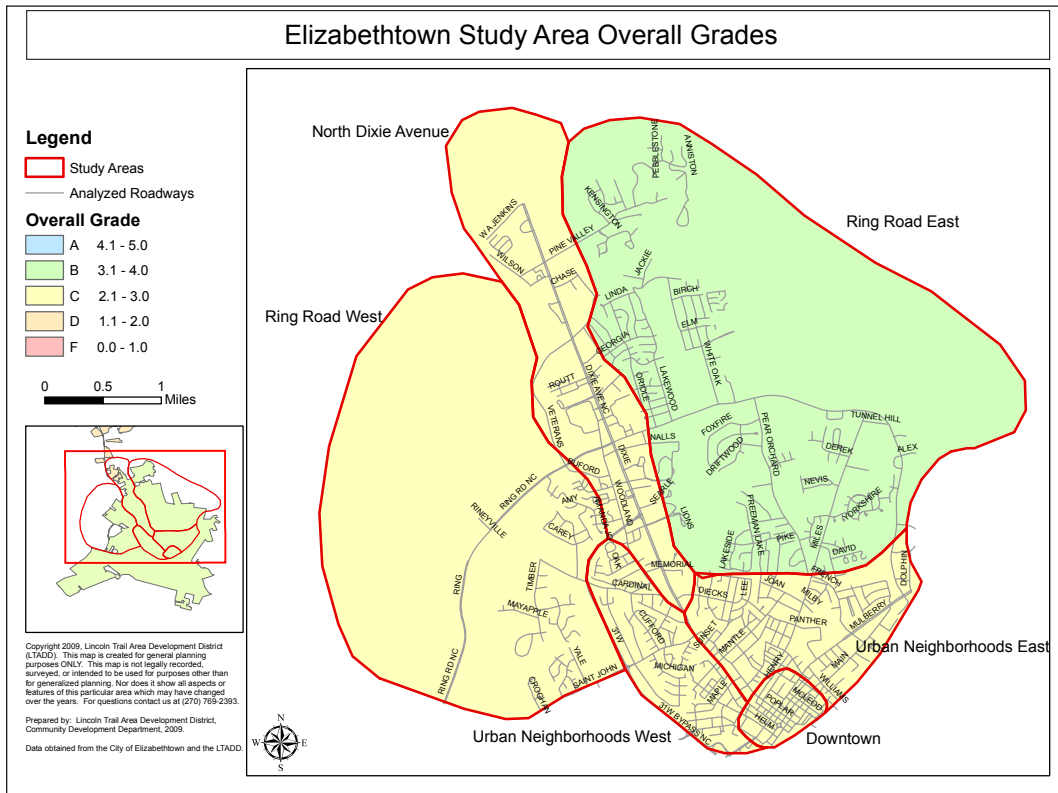 Elizabethtown Study Area Overall Grades
Legend
Study Areas
Analyzed Roadways
Overall Grade
A 4.1 - 5.0
B 3.1 - 4.0
C 2.1 - 3.0
D 1.1 - 2.0
F 0.0 - 1.0
0 0.5 1
Miles
Copyright 2009, Lincoln Trail Area Development District
(LTADD). This map is created for general planning
purposes ONLY. This map is not legally recorded,
surveyed, or intended to be used for purposes other than
for generalized planning. Nor does it show all aspects or
features of this particular area which may have changed
over the years. For questions contact us at (270) 769-2393.
Prepared by: Lincoln Trail Area Development District,
Community Development Department, 2009.
Data obtained from the City of Elizabethtown and the LTADD.
North Dixie Avenue
Ring Road East
Ring Road West
Urban Neighborhoods East
Urban Neighborhoods West
Downtown
N
W
E
S
PEBBLESTONE
ANNISTON
KENSINGTON
W A JENKINS
PINE VALLEY
WILSON
CHASE
JACKIE
LINDA
BIRCH
ELM
GEORGIA
WHITE OAK
ROUTT
ORIOLE
LAKEWOOD
DIXIE AVE NC
VETERANS
FOXFIRE
PEAR ORCHARD
TUNNEL HILL
NALLS
DIXIE
DRIFTWOOD
DEREK
ALEX
BUFORD
SEARLE
NEVIS
RING RD NC
AMY
WOODLAND
YORKSHIRE
RINEYVILLE
CAREY
LIONS
FREEMAN LAKE
MILES
PIKE
LAKESIDE
DAVID
OAK
MEMORIAL
FRENCH
DOLPHIN
TIMBER
CARDINAL
DIECKS
LEE
JOAN
MILBY
RING
MAYAPPLE
31W
CLIFFORD
SUNSET
MANTLE
PANTHER
MULBERRY
YALE
MICHIGAN
HENRY
MAIN
SAINT JOHN
MAPLE
WILLIAMS
RING RD NC
CROGHAN
31W BYPASS NC
POPLAR
MCLEOD
HELM